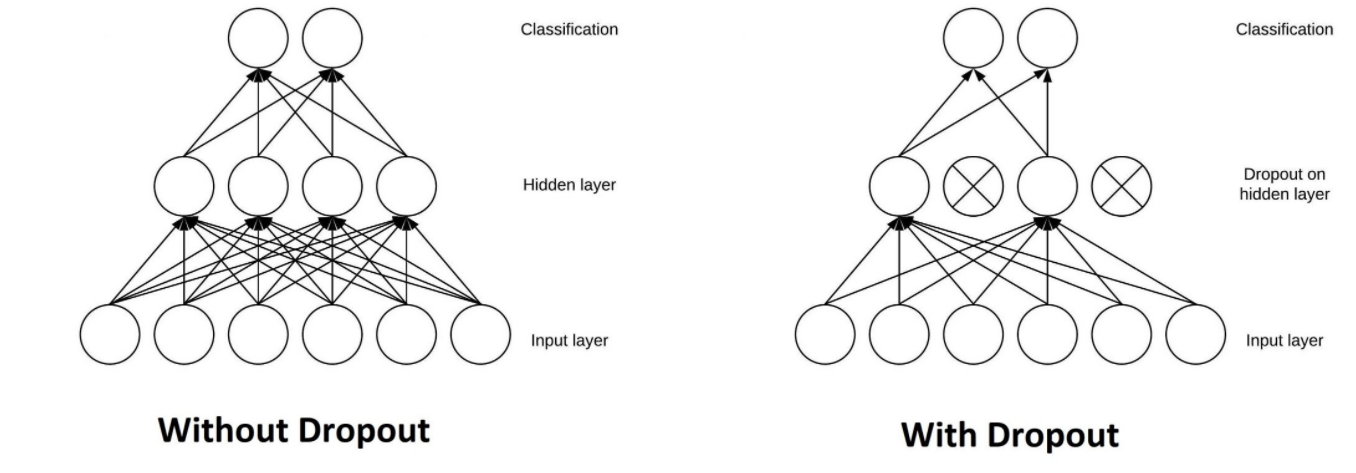 Classification
Hidden layer
Input layer
Without Dropout
Classification
Dropout on
hidden layer
Input layer
With Dropout